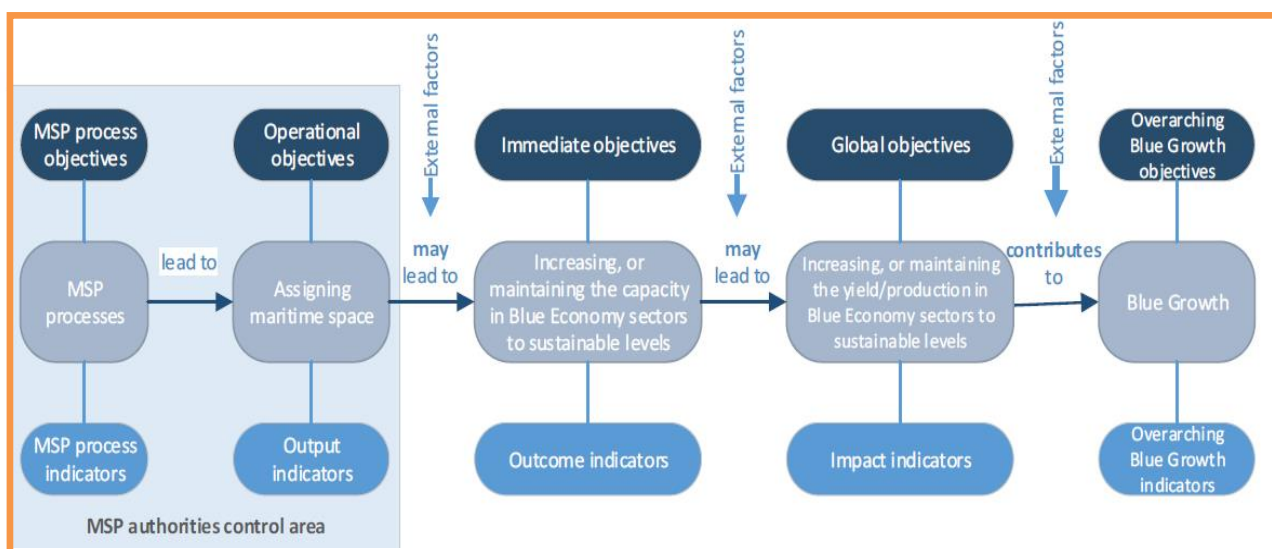 MSP process
objectives
Operational
objectives
External factors
Immediate objectives
External factors
Global objectives
External factors
Overarching
Blue Growth
objectives
MSP
processes
lead to
Assigning
maritime space
may
lead to
Increasing, or
maintaining the capacity
in Blue Economy sectors
to sustainable levels
may
lead to
Increasing, or maintaining
the yield/production in
Blue Economy sectors to
sustainable levels
contributes
to
Blue Growth
MSP process
indicators
Output
indicators
Outcome indicators
Impact indicators
Overarching
Blue Growth
indicators
MSP authorities control area